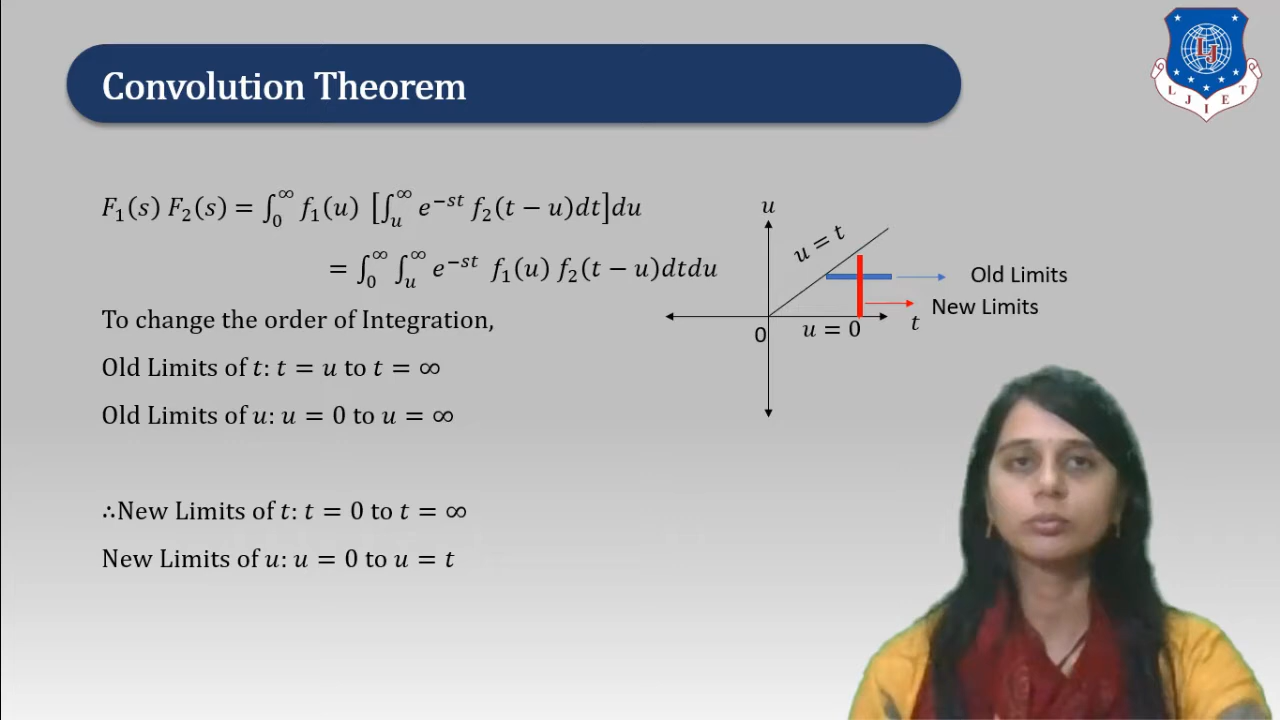 Convolution Theorem
F₁(s) F₂(s) = ∫₀^∞ f₁(u) [∫ᵤ^∞ e^{−st} f₂(t − u)dt]du
= ∫₀^∞ ∫ᵤ^∞ e^{−st} f₁(u) f₂(t − u)dtdu
To change the order of Integration,
Old Limits of t: t = u to t = ∞
Old Limits of u: u = 0 to u = ∞
∴New Limits of t: t = 0 to t = ∞
New Limits of u: u = 0 to u = t
u
u = t
Old Limits
New Limits
0
u = 0
t
LJ
L J I E T